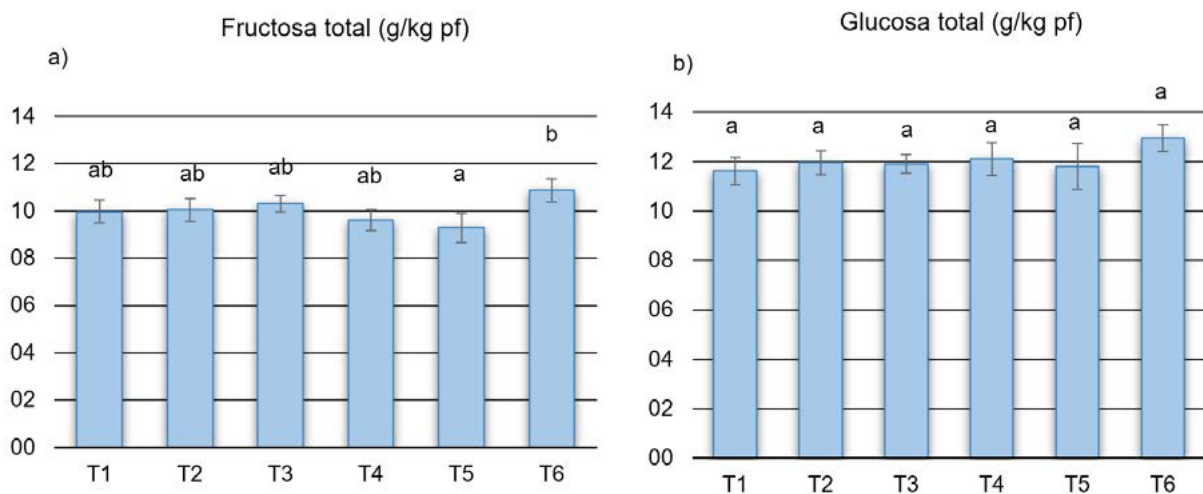 Fructosa total (g/kg pf)
a)
14
12
10
08
06
04
02
00
ab
ab
ab
ab
a
b
T1
T2
T3
T4
T5
T6
Glucosa total (g/kg pf)
b)
14
12
10
08
06
04
02
00
a
a
a
a
a
a
T1
T2
T3
T4
T5
T6